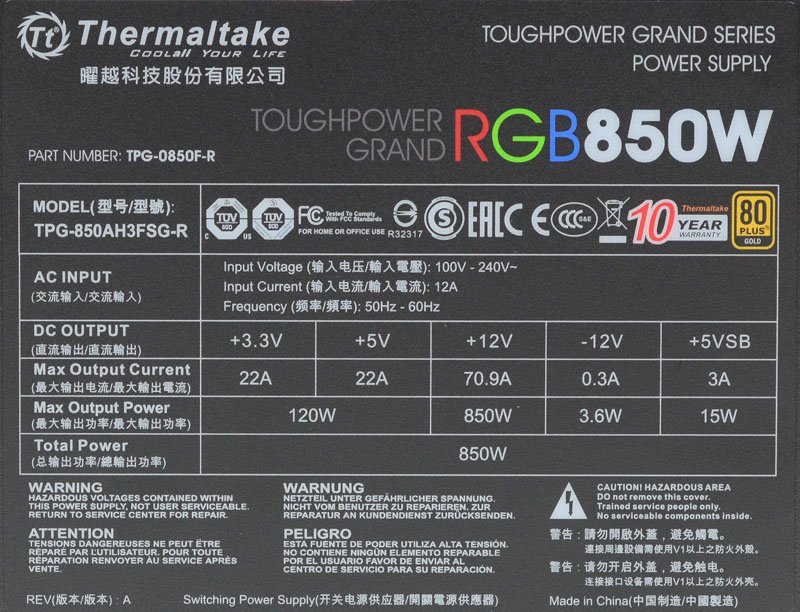 Tt Thermaltake
COOLall YOUR LIFE
曜越科技股份有限公司
TOUGHPOWER GRAND SERIES
POWER SUPPLY
TOUGHPOWER
GRAND RGB850W
PART NUMBER: TPG-0850F-R
MODEL(型号/型號):
TPG-850AH3FSG-R
TUV SUD
C US
TUV SUD
FC Tested To Comply
With FCC Standards
FOR HOME OR OFFICE USE
R32317
S
EAC
CE
CCC S&E
10 Thermaltake
YEAR
WARRANTY
80
PLUS
GOLD
AC INPUT
(交流输入/交流輸入)
Input Voltage (输入电压/輸入電壓): 100V - 240V~
Input Current (输入电流/輸入電流): 12A
Frequency (频率/頻率): 50Hz - 60Hz
DC OUTPUT
(直流输出/直流輸出)
+3.3V +5V +12V -12V +5VSB
Max Output Current
(最大输出电流/最大輸出電流)
22A 22A 70.9A 0.3A 3A
Max Output Power
(最大输出功率/最大輸出功率)
120W 850W 3.6W 15W
Total Power
(总输出功率/總輸出功率)
850W
WARNING
HAZARDOUS VOLTAGES CONTAINED WITHIN
THIS POWER SUPPLY, NOT USER SERVICEABLE.
RETURN TO SERVICE CENTER FOR REPAIR.
WARNUNG
NETZTEIL UNTER GEFÄHRLICHER SPANNUNG.
NICHT VOM BENUTZER ZU REPARIEREN. ZUR
REPARATUR AN KUNDENDIENST ZURÜCKSENDEN.
CAUTION! HAZARDOUS AREA
DO not remove this cover.
Trained service people only.
No serviceable components inside.
ATTENTION
TENSIONS DANGEREUSES NE PEUT ÊTRE
RÉPARÉ PAR L'UTILISATEUR. POUR TOUTE
RÉPARATION RENVOYER AU SERVICE APRÈS
VENTE.
PELIGRO
ESTA FUENTE DE PODER UTILIZA ALTA TENSIÓN.
NO CONTIENE NINGÚN ELEMENTO REPARABLE
POR EL USUARIO FAVOR DE ENVIAR AL
CENTRO DE SERVICIO PARA SU REPARACIÓN.
警告：請勿開啟外蓋，避免觸電。
連接周邊設備需使用V1以上之防火外殼。
警告：请勿开启外盖，避免触电。
连接接口设备需使用V1以上之防火外壳。
REV(版本/版本) : A
Switching Power Supply(开关电源供应器/開關電源供應器)
Made in China(中国制造/中國製造)